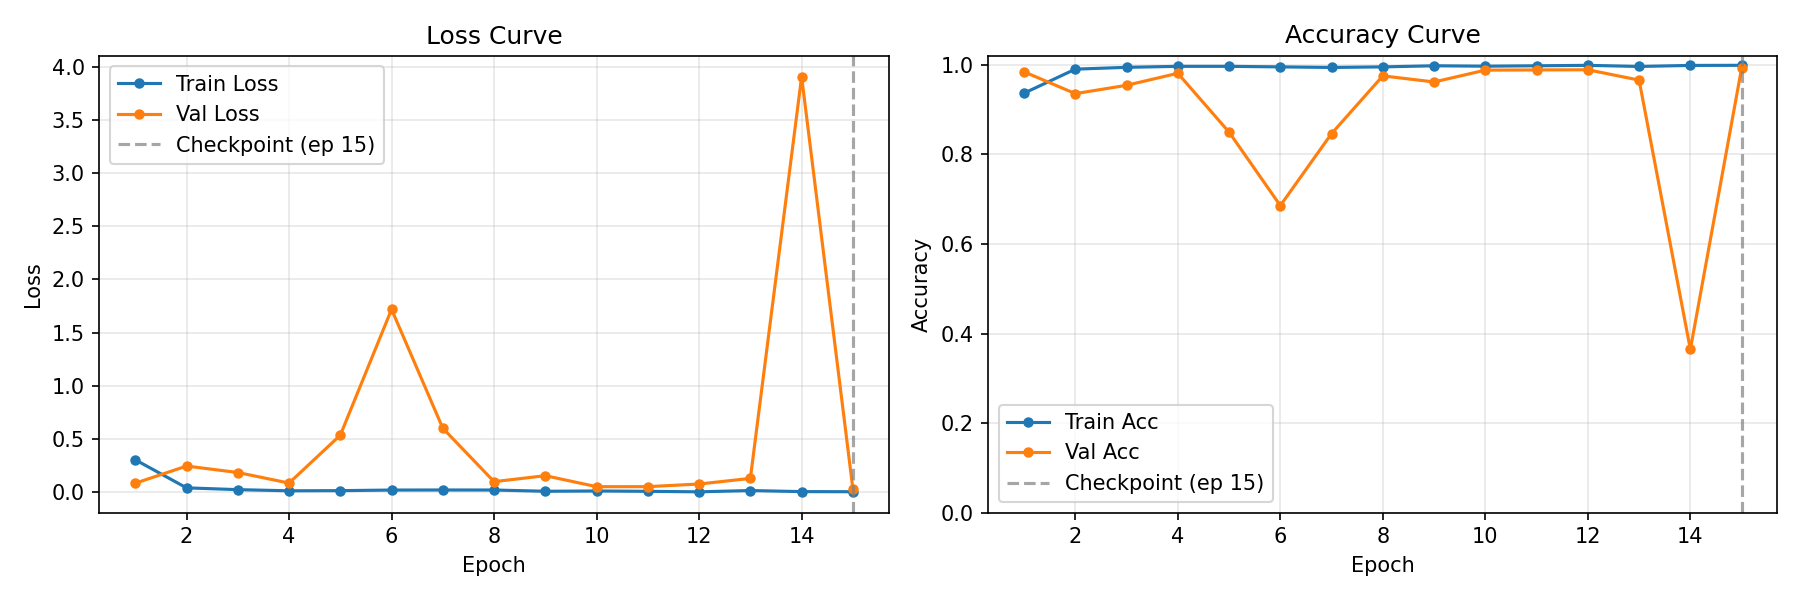 Loss Curve
4.0
3.5
3.0
2.5
2.0
1.5
1.0
0.5
0.0
Loss
Train Loss
Val Loss
Checkpoint (ep 15)
2 4 6 8 10 12 14
Epoch
Accuracy Curve
1.0
0.8
0.6
0.4
0.2
0.0
Accuracy
Train Acc
Val Acc
Checkpoint (ep 15)
2 4 6 8 10 12 14
Epoch